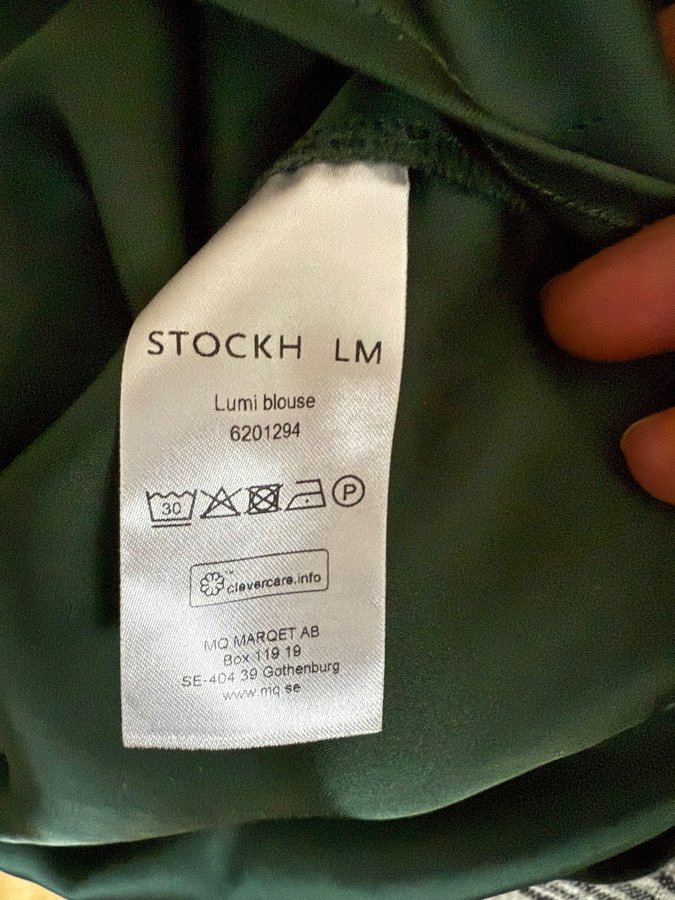 STOCKH LM
Lumi blouse
6201294
30 P
clevercare.info
MQ MARQET AB
Box 119 19
SE-404 39 Gothenburg
www.mq.se